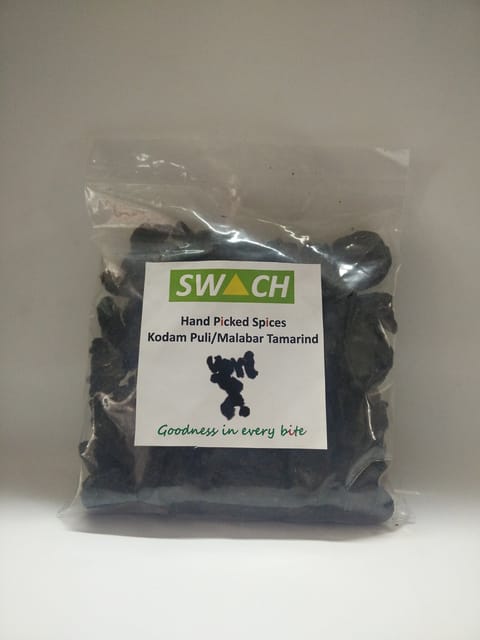 SWACH
Hand Picked Spices
Kodam Puli/Malabar Tamarind
Goodness in every bite